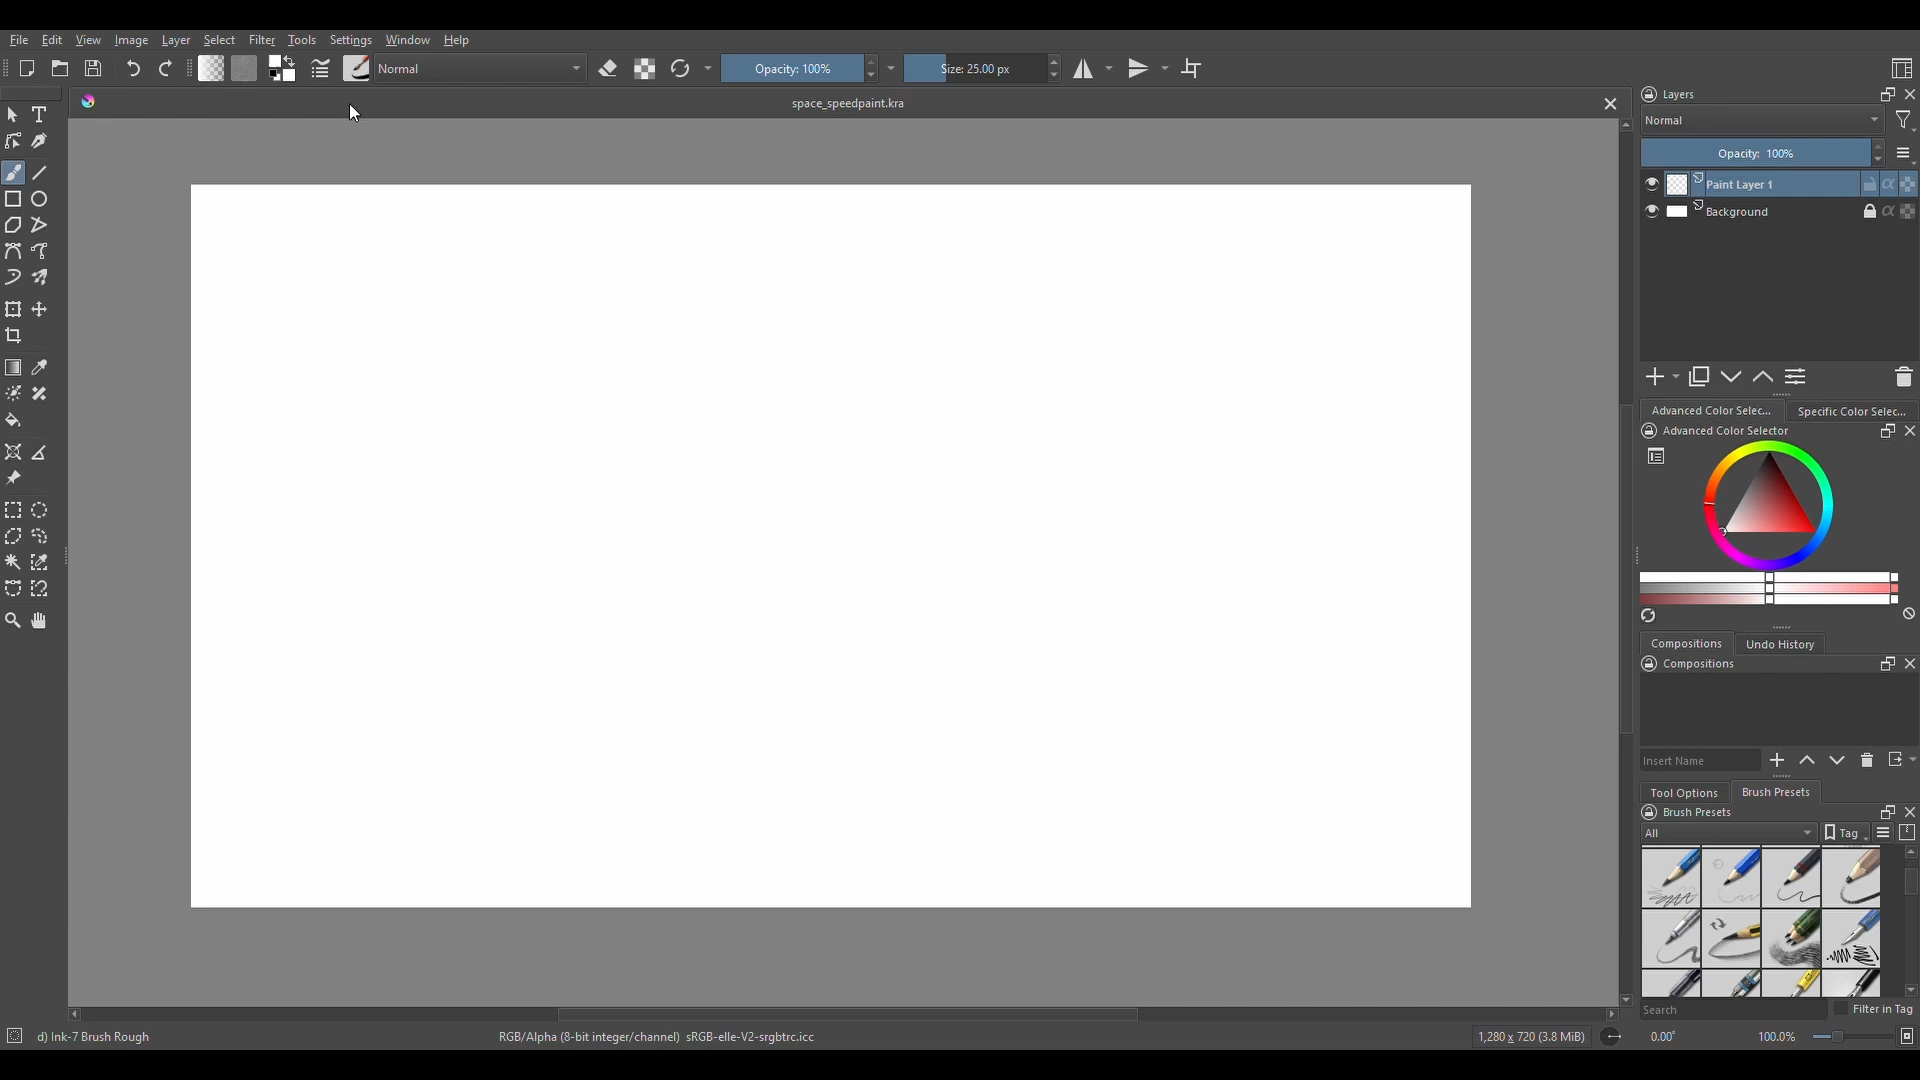 File Edit View Image Layer Select Filter Tools Settings Window Help
Normal Opacity: 100% Size: 25.00 px
space_speedpaint.kra
Layers
Normal
Opacity: 100%
Paint Layer 1
Background
Advanced Color Selec... Specific Color Selec...
Advanced Color Selector
Compositions Undo History
Compositions
Insert Name
Tool Options Brush Presets
Brush Presets
All Tag
Search Filter in Tag
d) Ink-7 Brush Rough RGB/Alpha (8-bit integer/channel) sRGB-elle-V2-srgbtrc.icc 1,280 x 720 (3.8 MiB) 0.00° 100.0%